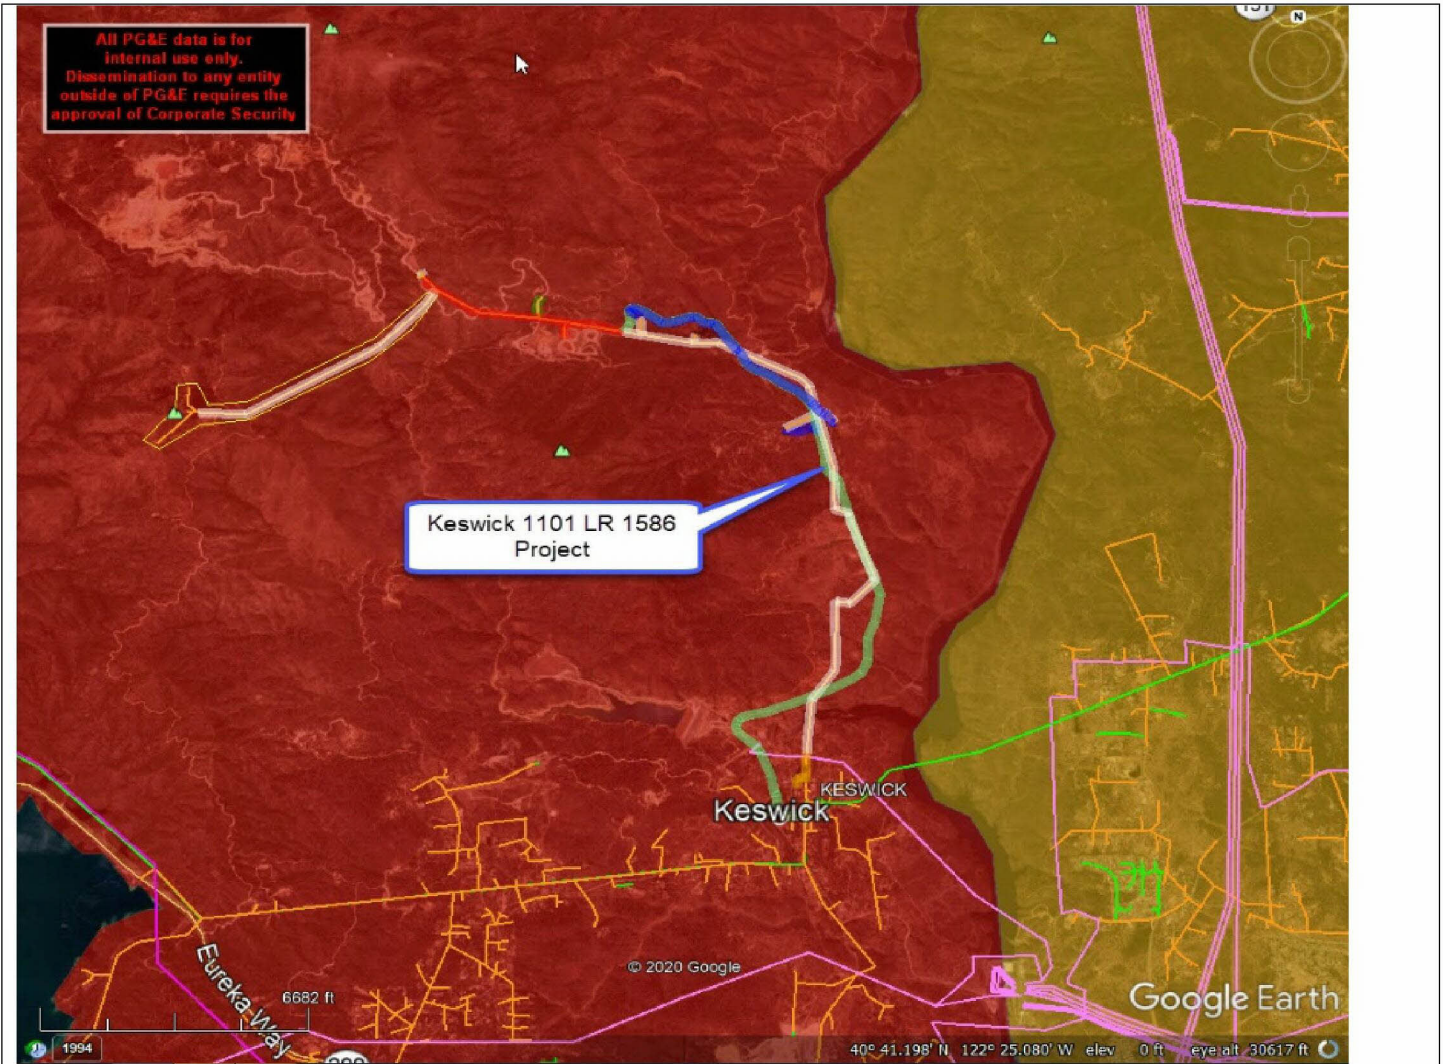 All PG&E data is for
internal use only.
Dissemination to any entity
outside of PG&E requires the
approval of Corporate Security
151
N
Keswick 1101 LR 1586
Project
KESWICK
Keswick
Eureka Way
© 2020 Google
6682 ft
Google Earth
1994
40° 41.198' N 122° 25.080' W elev 0 ft eye alt 30617 ft